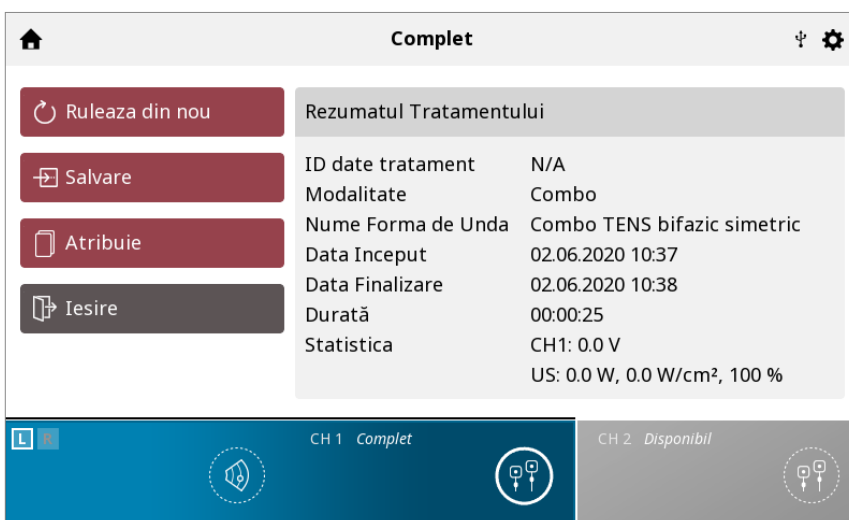 Complet
Ruleaza din nou
Salvare
Atribuie
Iesire
Rezumatul Tratamentului
ID date tratament N/A
Modalitate Combo
Nume Forma de Unda Combo TENS bifazic simetric
Data Inceput 02.06.2020 10:37
Data Finalizare 02.06.2020 10:38
Durată 00:00:25
Statistica CH1: 0.0 V
US: 0.0 W, 0.0 W/cm², 100 %
L R
CH 1 Complet
CH 2 Disponibil